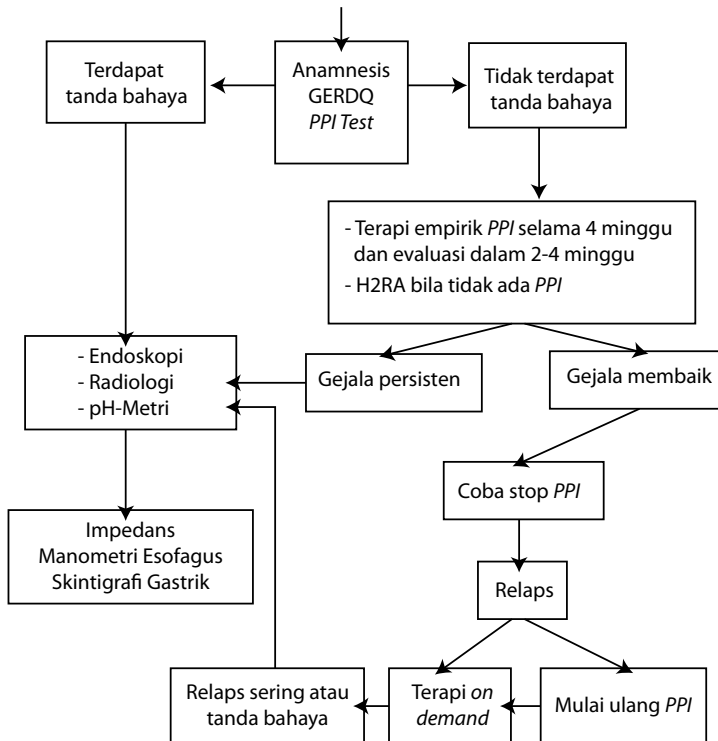 Terdapat
tanda bahaya
Anamnesis
GERDQ
PPI Test
Tidak terdapat
tanda bahaya
- Terapi empirik PPI selama 4 minggu
dan evaluasi dalam 2-4 minggu
- H2RA bila tidak ada PPI
- Endoskopi
- Radiologi
- pH-Metri
Gejala persisten
Gejala membaik
Coba stop PPI
Impedans
Manometri Esofagus
Skintigrafi Gastrik
Relaps
Relaps sering atau
tanda bahaya
Terapi on
demand
Mulai ulang PPI